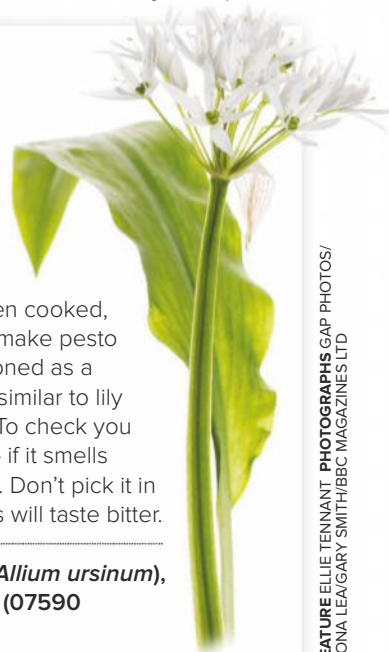 en cooked,
make pesto
oned as a
similar to lily
To check you
if it smells
. Don’t pick it in
s will taste bitter.
Allium ursinum),
(07590
EATURE ELLIE TENNANT PHOTOGRAPHS GAP PHOTOS/
ONA LEA/GARY SMITH/BBC MAGAZINES LTD